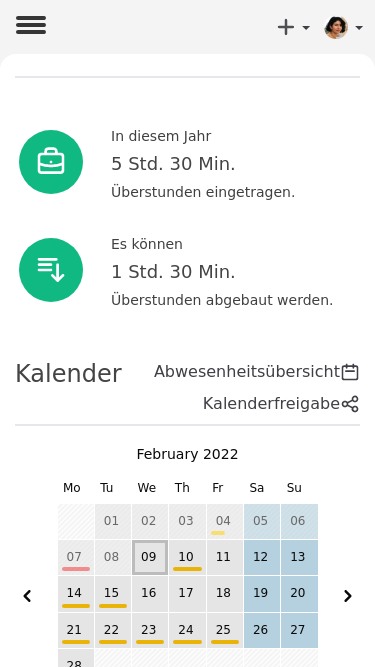 In diesem Jahr
5 Std. 30 Min.
Überstunden eingetragen.
Es können
1 Std. 30 Min.
Überstunden abgebaut werden.
Kalender
Abwesenheitsübersicht
Kalenderfreigabe
February 2022
Mo Tu We Th Fr Sa Su
01 02 03 04 05 06
07 08 09 10 11 12 13
14 15 16 17 18 19 20
21 22 23 24 25 26 27
28